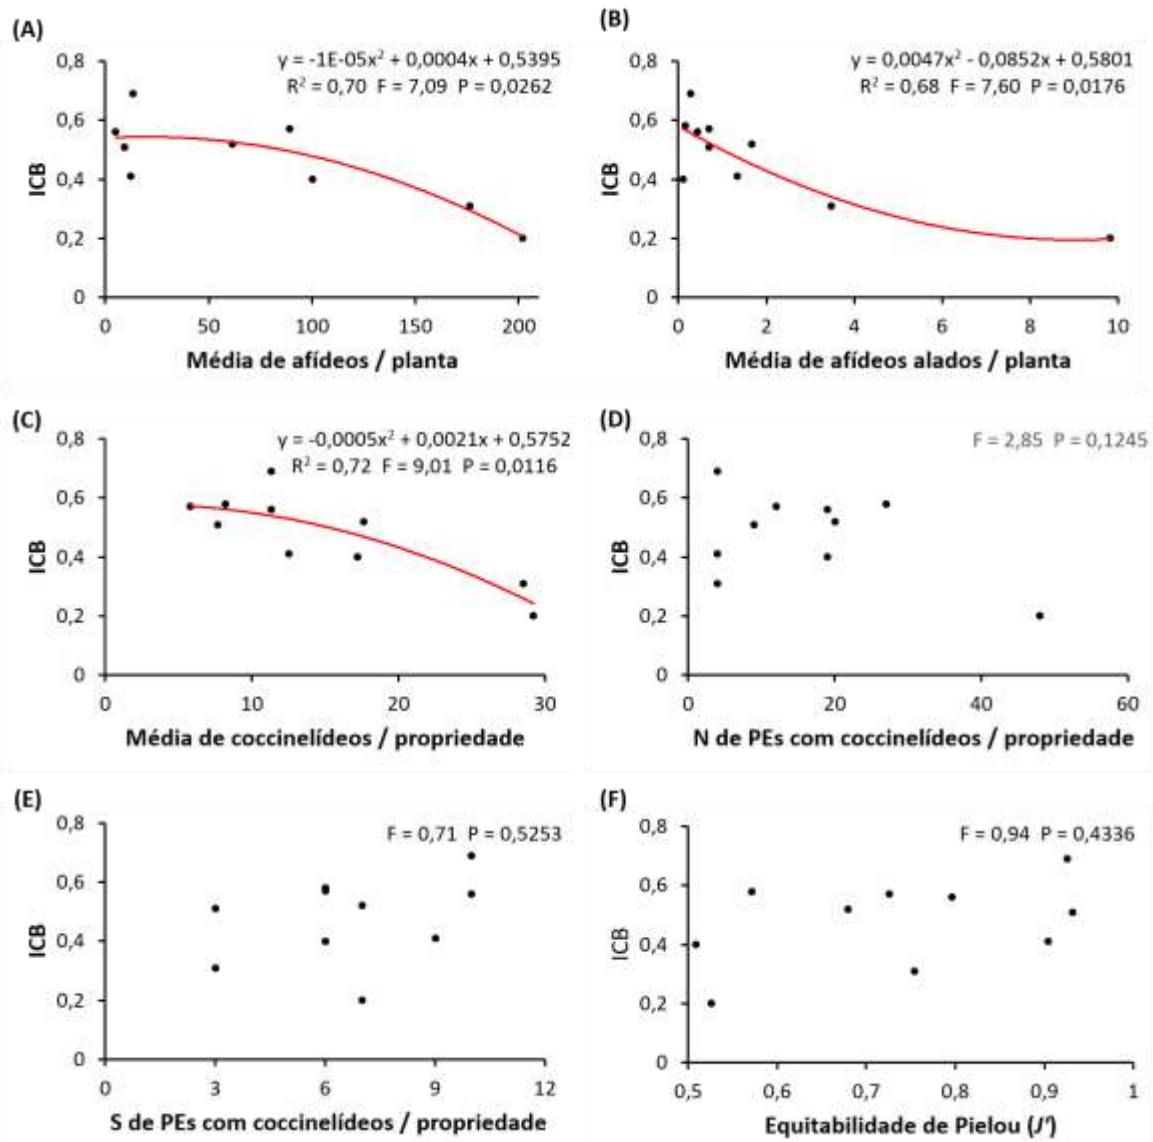 (A)
y = -1E-05x² + 0,0004x + 0,5395
R² = 0,70 F = 7,09 P = 0,0262
0,8
0,6
0,4
0,2
0
ICB
0 50 100 150 200
Média de afídeos / planta
(B)
y = 0,0047x² - 0,0852x + 0,5801
R² = 0,68 F = 7,60 P = 0,0176
0,8
0,6
0,4
0,2
0
ICB
0 2 4 6 8 10
Média de afídeos alados / planta
(C)
y = -0,0005x² + 0,0021x + 0,5752
R² = 0,72 F = 9,01 P = 0,0116
0,8
0,6
0,4
0,2
0
ICB
0 10 20 30
Média de coccinelídeos / propriedade
(D)
F = 2,85 P = 0,1245
0,8
0,6
0,4
0,2
0
ICB
0 20 40 60
N de PEs com coccinelídeos / propriedade
(E)
F = 0,71 P = 0,5253
0,8
0,6
0,4
0,2
0
ICB
0 3 6 9 12
S de PEs com coccinelídeos / propriedade
(F)
F = 0,94 P = 0,4336
0,8
0,6
0,4
0,2
0
ICB
0,5 0,6 0,7 0,8 0,9 1
Equitabilidade de Pielou (J')